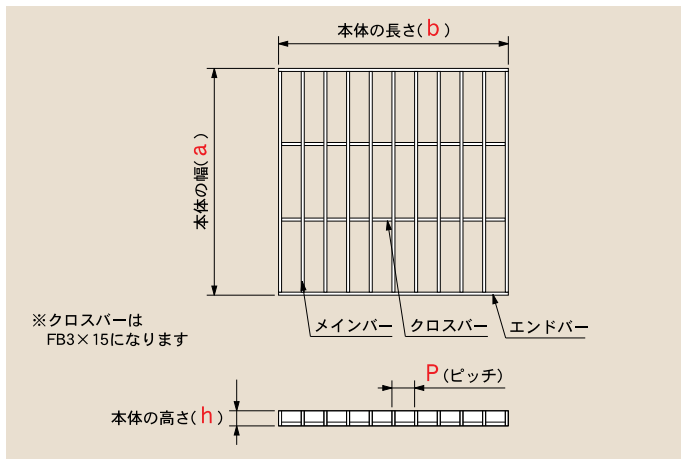 本体の長さ(b)
本体の幅(a)
メインバー
クロスバー
エンドバー
※クロスバーは
FB3×15になります
P(ピッチ)
本体の高さ(h)